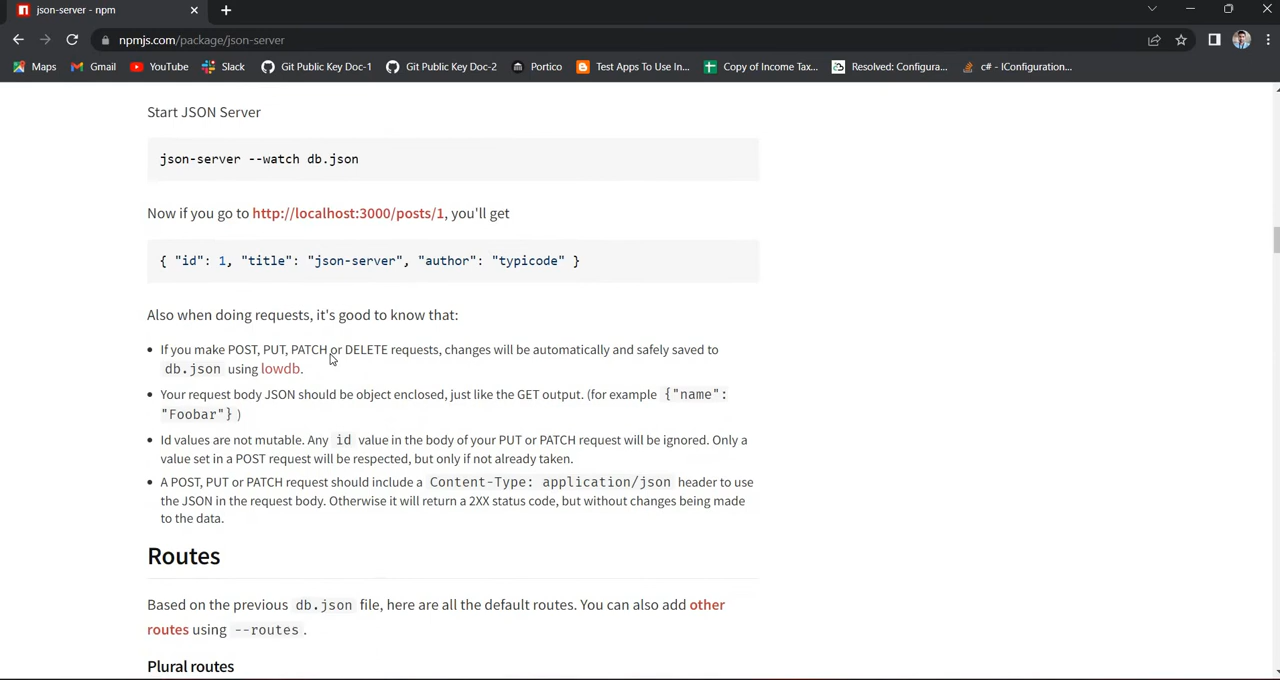 json-server - npm
npmjs.com/package/json-server
Maps Gmail YouTube Slack Git Public Key Doc-1 Git Public Key Doc-2 Portico Test Apps To Use In... Copy of Income Tax... Resolved: Configura... c# - IConfiguration...
Start JSON Server
json-server --watch db.json
Now if you go to http://localhost:3000/posts/1, you'll get
{ "id": 1, "title": "json-server", "author": "typicode" }
Also when doing requests, it's good to know that:
• If you make POST, PUT, PATCH or DELETE requests, changes will be automatically and safely saved to
db.json using lowdb.
• Your request body JSON should be object enclosed, just like the GET output. (for example {"name":
"Foobar"} )
• Id values are not mutable. Any id value in the body of your PUT or PATCH request will be ignored. Only a
value set in a POST request will be respected, but only if not already taken.
• A POST, PUT or PATCH request should include a Content-Type: application/json header to use
the JSON in the request body. Otherwise it will return a 2XX status code, but without changes being made
to the data.
Routes
Based on the previous db.json file, here are all the default routes. You can also add other
routes using --routes .
Plural routes